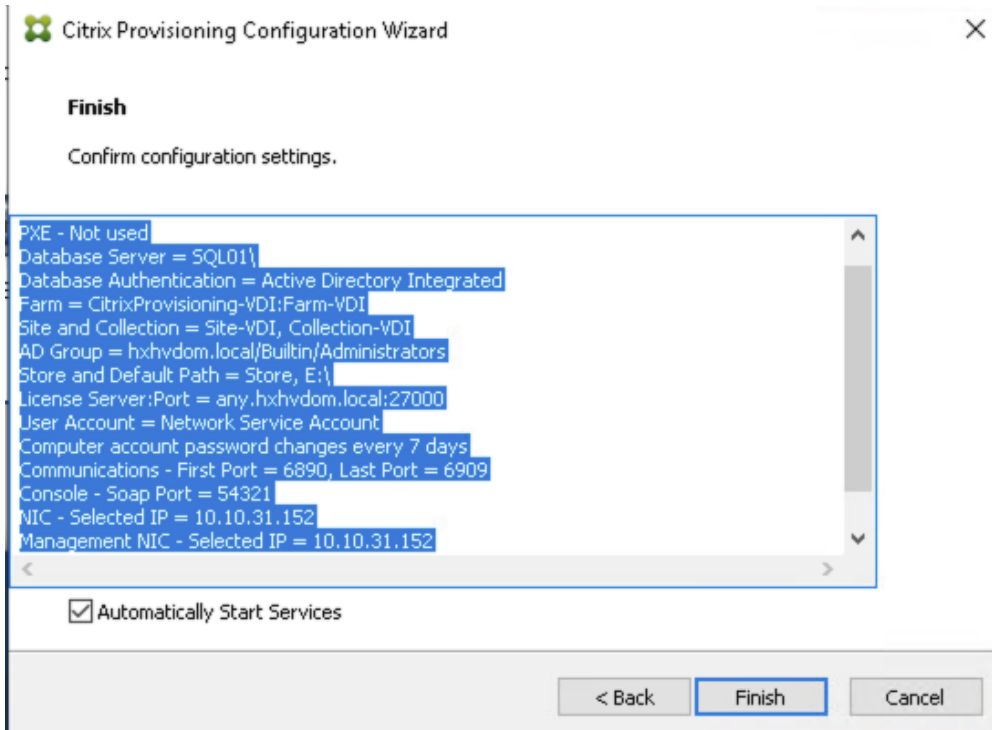 Citrix Provisioning Configuration Wizard
Finish
Confirm configuration settings.
PXE - Not used
Database Server = SQL01\
Database Authentication = Active Directory Integrated
Farm = CitrixProvisioning-VDI:Farm-VDI
Site and Collection = Site-VDI, Collection-VDI
AD Group = hxhvdom.local/Builtin/Administrators
Store and Default Path = Store, E:\
License Server:Port = any.hxhvdom.local:27000
User Account = Network Service Account
Computer account password changes every 7 days
Communications - First Port = 6890, Last Port = 6909
Console - Soap Port = 54321
NIC - Selected IP = 10.10.31.152
Management NIC - Selected IP = 10.10.31.152
Automatically Start Services
< Back Finish Cancel